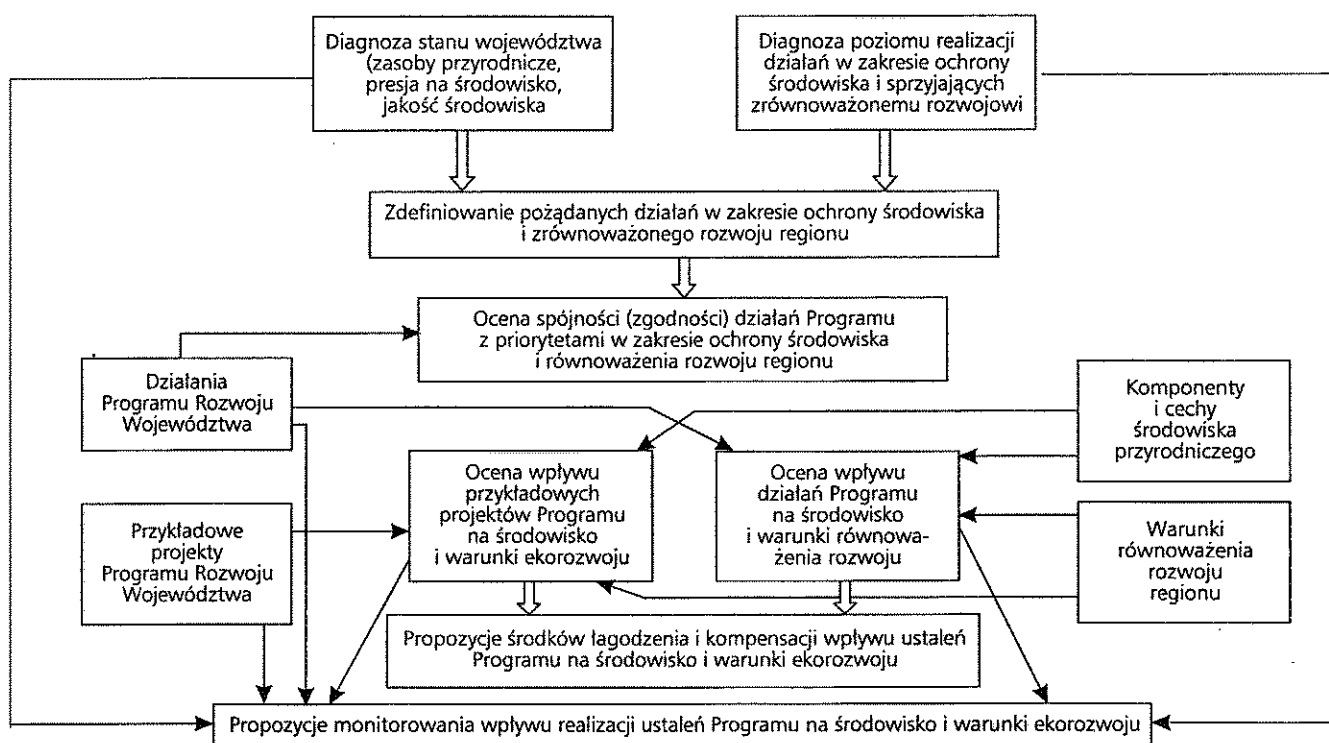 Diagnoza stanu województwa
(zasoby przyrodnicze,
presja na środowisko,
jakość środowiska
Diagnoza poziomu realizacji
działań w zakresie ochrony
środowiska i sprzyjających
zrównoważonemu rozwojowi
Zdefiniowanie pożądanych działań w zakresie ochrony środowiska
i zrównoważonego rozwoju regionu
Ocena spójności (zgodności) działań Programu
z priorytetami w zakresie ochrony środowiska
i równoważenia rozwoju regionu
Działania
Programu Rozwoju
Województwa
Komponenty
i cechy
środowiska
przyrodniczego
Ocena wpływu
przykładowych
projektów Programu
na środowisko
i warunki ekorozwoju
Ocena wpływu
działań Programu
na środowisko
i warunki równowa-
żenia rozwoju
Przykładowe
projekty
Programu Rozwoju
Województwa
Warunki
równoważenia
rozwoju
regionu
Propozycje środków łagodzenia i kompensacji wpływu ustaleń
Programu na środowisko i warunki ekorozwoju
Propozycje monitorowania wpływu realizacji ustaleń Programu na środowisko i warunki ekorozwoju